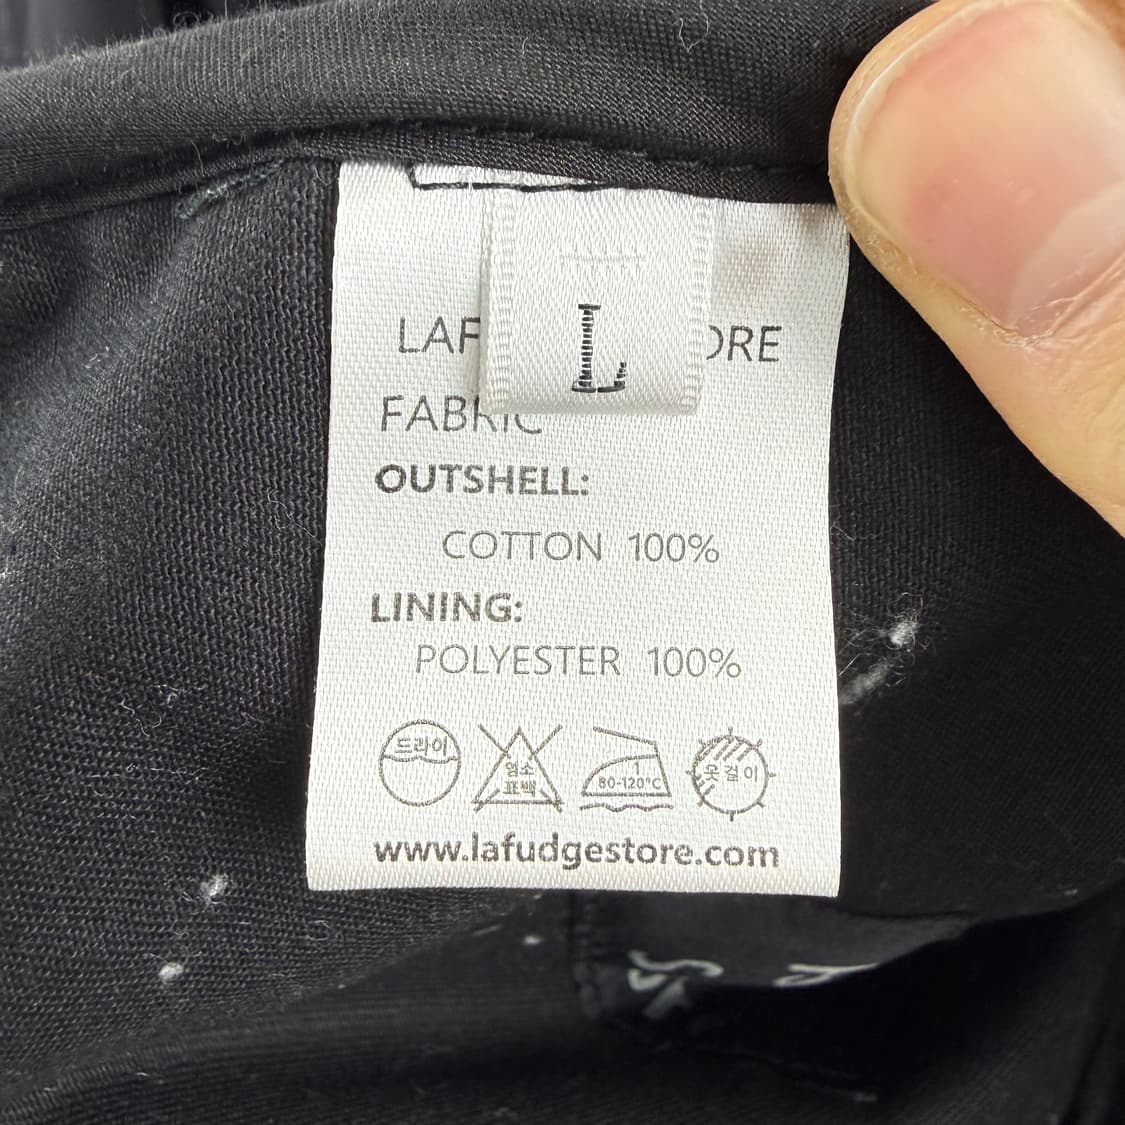 L
LAF ORE
FABRIC
OUTSHELL:
COTTON 100%
LINING:
POLYESTER 100%
드라이
염소
표백
1
80-120°C
옷걸이
www.lafudgestore.com